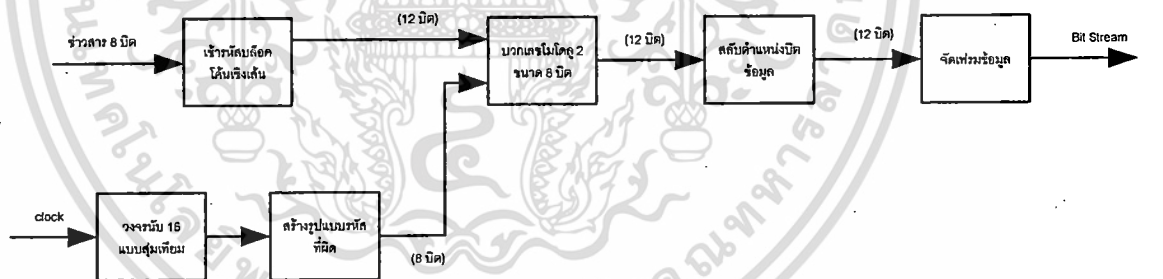 ข่าวสาร 8 บิต
เข้ารหัสบล็อค
โค้นเชิงเส้น
(12 บิต)
บวกเลขโมโดลู 2
ขนาด 8 บิต
(12 บิต)
สลับตำแหน่งบิต
ข้อมูล
(12 บิต)
จัดเฟรมข้อมูล
Bit Stream
clock
วงจรนับ 16
แบบสุ่มเทียม
สร้างรูปแบบรหัส
ที่ผิด
(8 บิต)